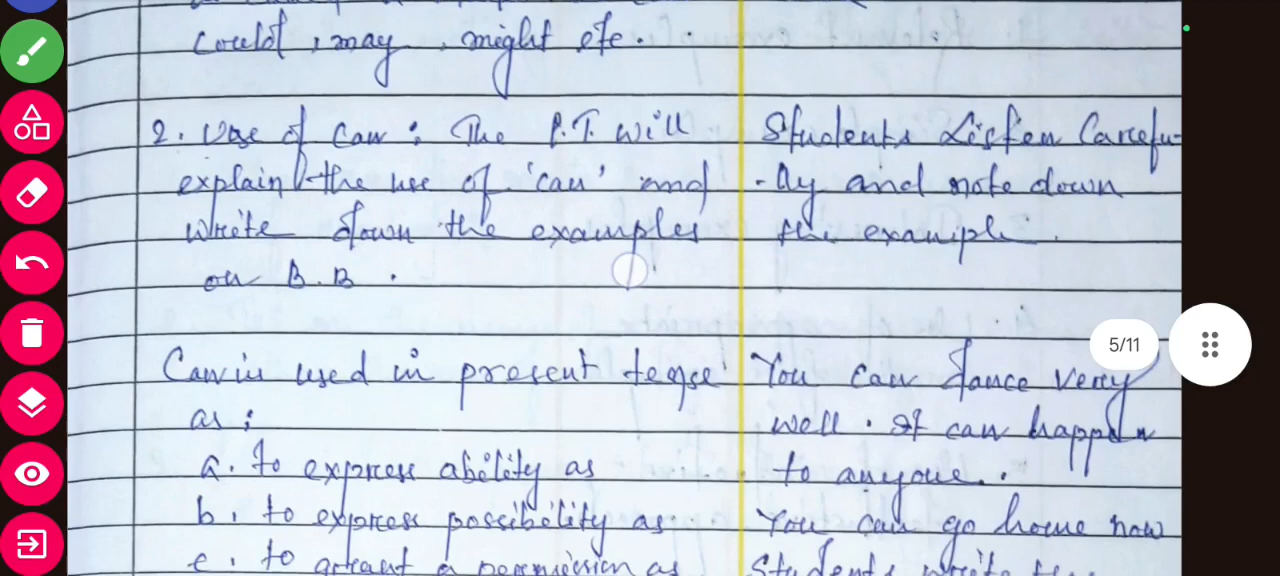 could, may, might etc.
2. Use of Can : The P.T. will
explain the use of 'can' and
write down the examples
on B.B.
Can is used in present tense
as :
a. to express ability as
b. to express possibility as
c. to grant a permission as
Students Listen Carefu-
-lly and note down
the example.
You can dance very
well. It can happen
to anyone.
You can go home now
Students write the
5/11